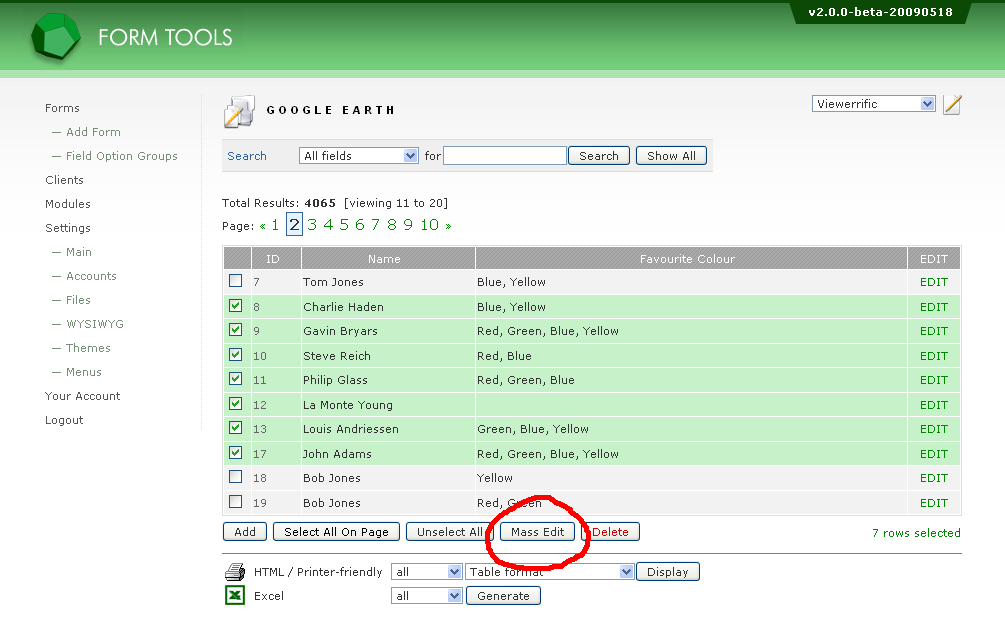 v2.0.0-beta-20090518
FORM TOOLS
Forms
— Add Form
— Field Option Groups
Clients
Modules
Settings
— Main
— Accounts
— Files
— WYSIWYG
— Themes
— Menus
Your Account
Logout
GOOGLE EARTH
Viewerrific
Search All fields for Search Show All
Total Results: 4065 [viewing 11 to 20]
Page: « 1 2 3 4 5 6 7 8 9 10 »
ID Name Favourite Colour EDIT
7 Tom Jones Blue, Yellow EDIT
8 Charlie Haden Blue, Yellow EDIT
9 Gavin Bryars Red, Green, Blue, Yellow EDIT
10 Steve Reich Red, Blue EDIT
11 Philip Glass Red, Green, Blue EDIT
12 La Monte Young EDIT
13 Louis Andriessen Green, Blue, Yellow EDIT
17 John Adams Red, Green, Blue, Yellow EDIT
18 Bob Jones Yellow EDIT
19 Bob Jones Red, Green EDIT
Add Select All On Page Unselect All Mass Edit Delete 7 rows selected
HTML / Printer-friendly all Table format Display
Excel all Generate